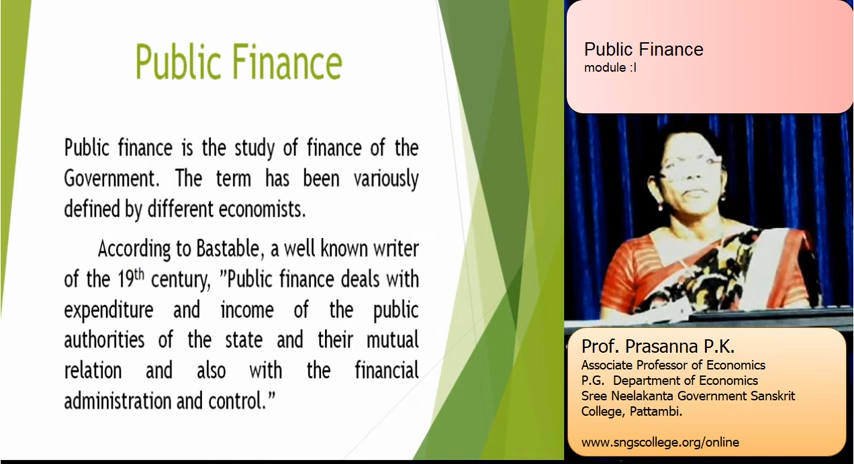 Public Finance
Public finance is the study of finance of the
Government. The term has been variously
defined by different economists.
According to Bastable, a well known writer
of the 19th century, ”Public finance deals with
expenditure and income of the public
authorities of the state and their mutual
relation and also with the financial
administration and control.”
Public Finance
module :I
Prof. Prasanna P.K.
Associate Professor of Economics
P.G. Department of Economics
Sree Neelakanta Government Sanskrit
College, Pattambi.
www.sngscollege.org/online